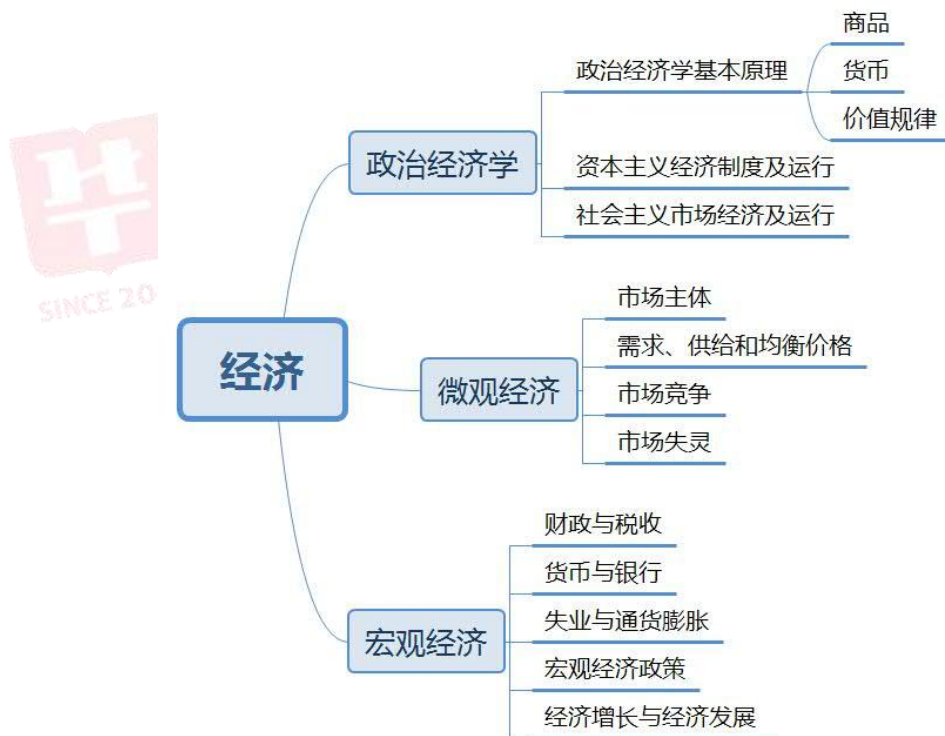 商品
政治经济学基本原理
货币
价值规律
政治经济学
资本主义经济制度及运行
社会主义市场经济及运行
HT
SINCE 20
市场主体
需求、供给和均衡价格
经济
微观经济
市场竞争
市场失灵
财政与税收
货币与银行
失业与通货膨胀
宏观经济
宏观经济政策
经济增长与经济发展